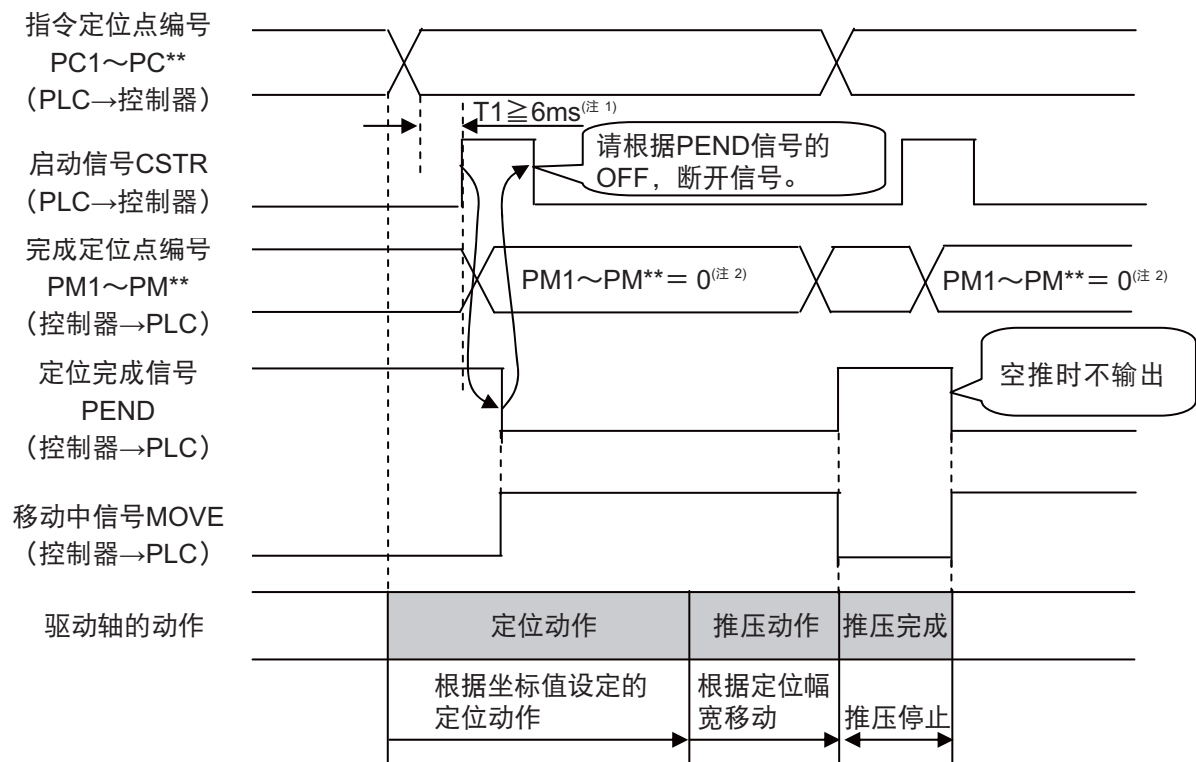 指令定位点编号
PC1～PC**
（PLC→控制器）
T1≧6ms(注 1)
请根据PEND信号的
OFF，断开信号。
启动信号CSTR
（PLC→控制器）
完成定位点编号
PM1～PM**
（控制器→PLC）
PM1～PM**＝ 0(注 2)
PM1～PM**＝ 0(注 2)
定位完成信号
PEND
（控制器→PLC）
空推时不输出
移动中信号MOVE
（控制器→PLC）
驱动轴的动作
定位动作
推压动作
推压完成
根据坐标值设定的
定位动作
根据定位幅
宽移动
推压停止